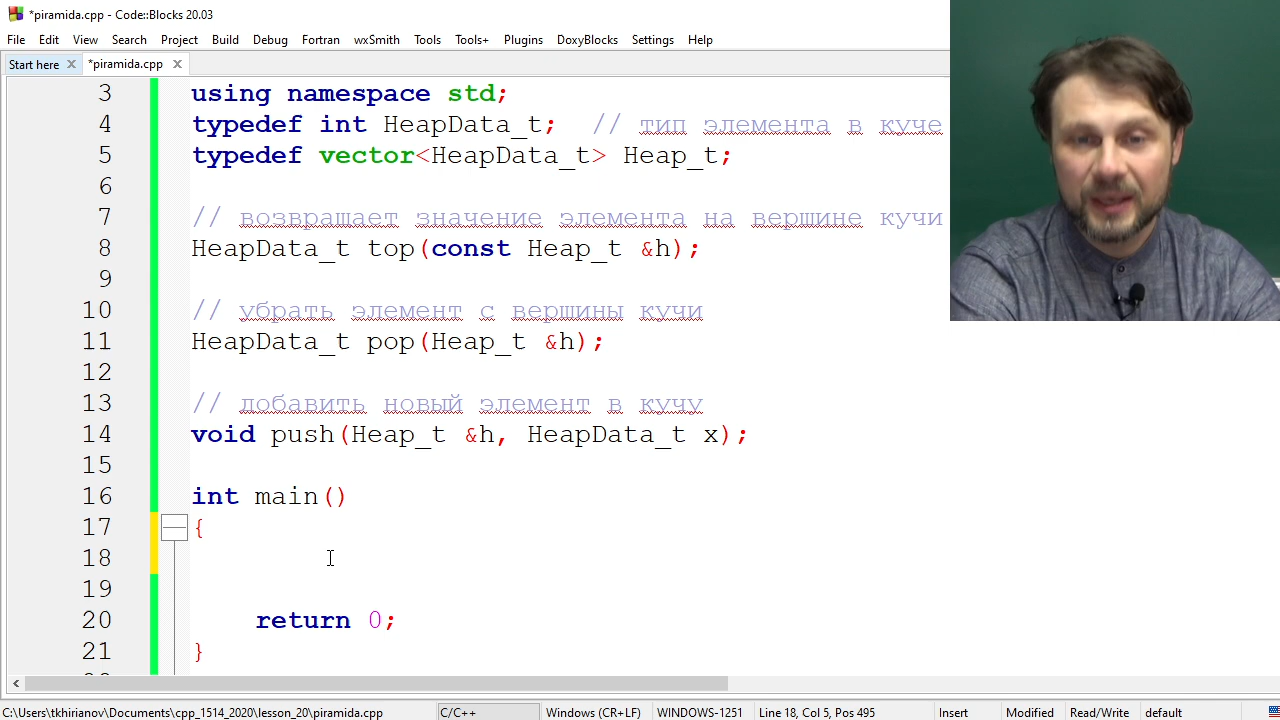 *piramida.cpp - Code::Blocks 20.03
File Edit View Search Project Build Debug Fortran wxSmith Tools Tools+ Plugins DoxyBlocks Settings Help
Start here *piramida.cpp
3 using namespace std;
4 typedef int HeapData_t; // тип элемента в куче
5 typedef vector<HeapData_t> Heap_t;
6
7 // возвращает значение элемента на вершине кучи
8 HeapData_t top(const Heap_t &h);
9
10 // убрать элемент с вершины кучи
11 HeapData_t pop(Heap_t &h);
12
13 // добавить новый элемент в кучу
14 void push(Heap_t &h, HeapData_t x);
15
16 int main()
17 {
18
19
20 return 0;
21 }
C:\Users\tkhirianov\Documents\cpp_1514_2020\lesson_20\piramida.cpp C/C++ Windows (CR+LF) WINDOWS-1251 Line 18, Col 5, Pos 495 Insert Modified Read/Write default